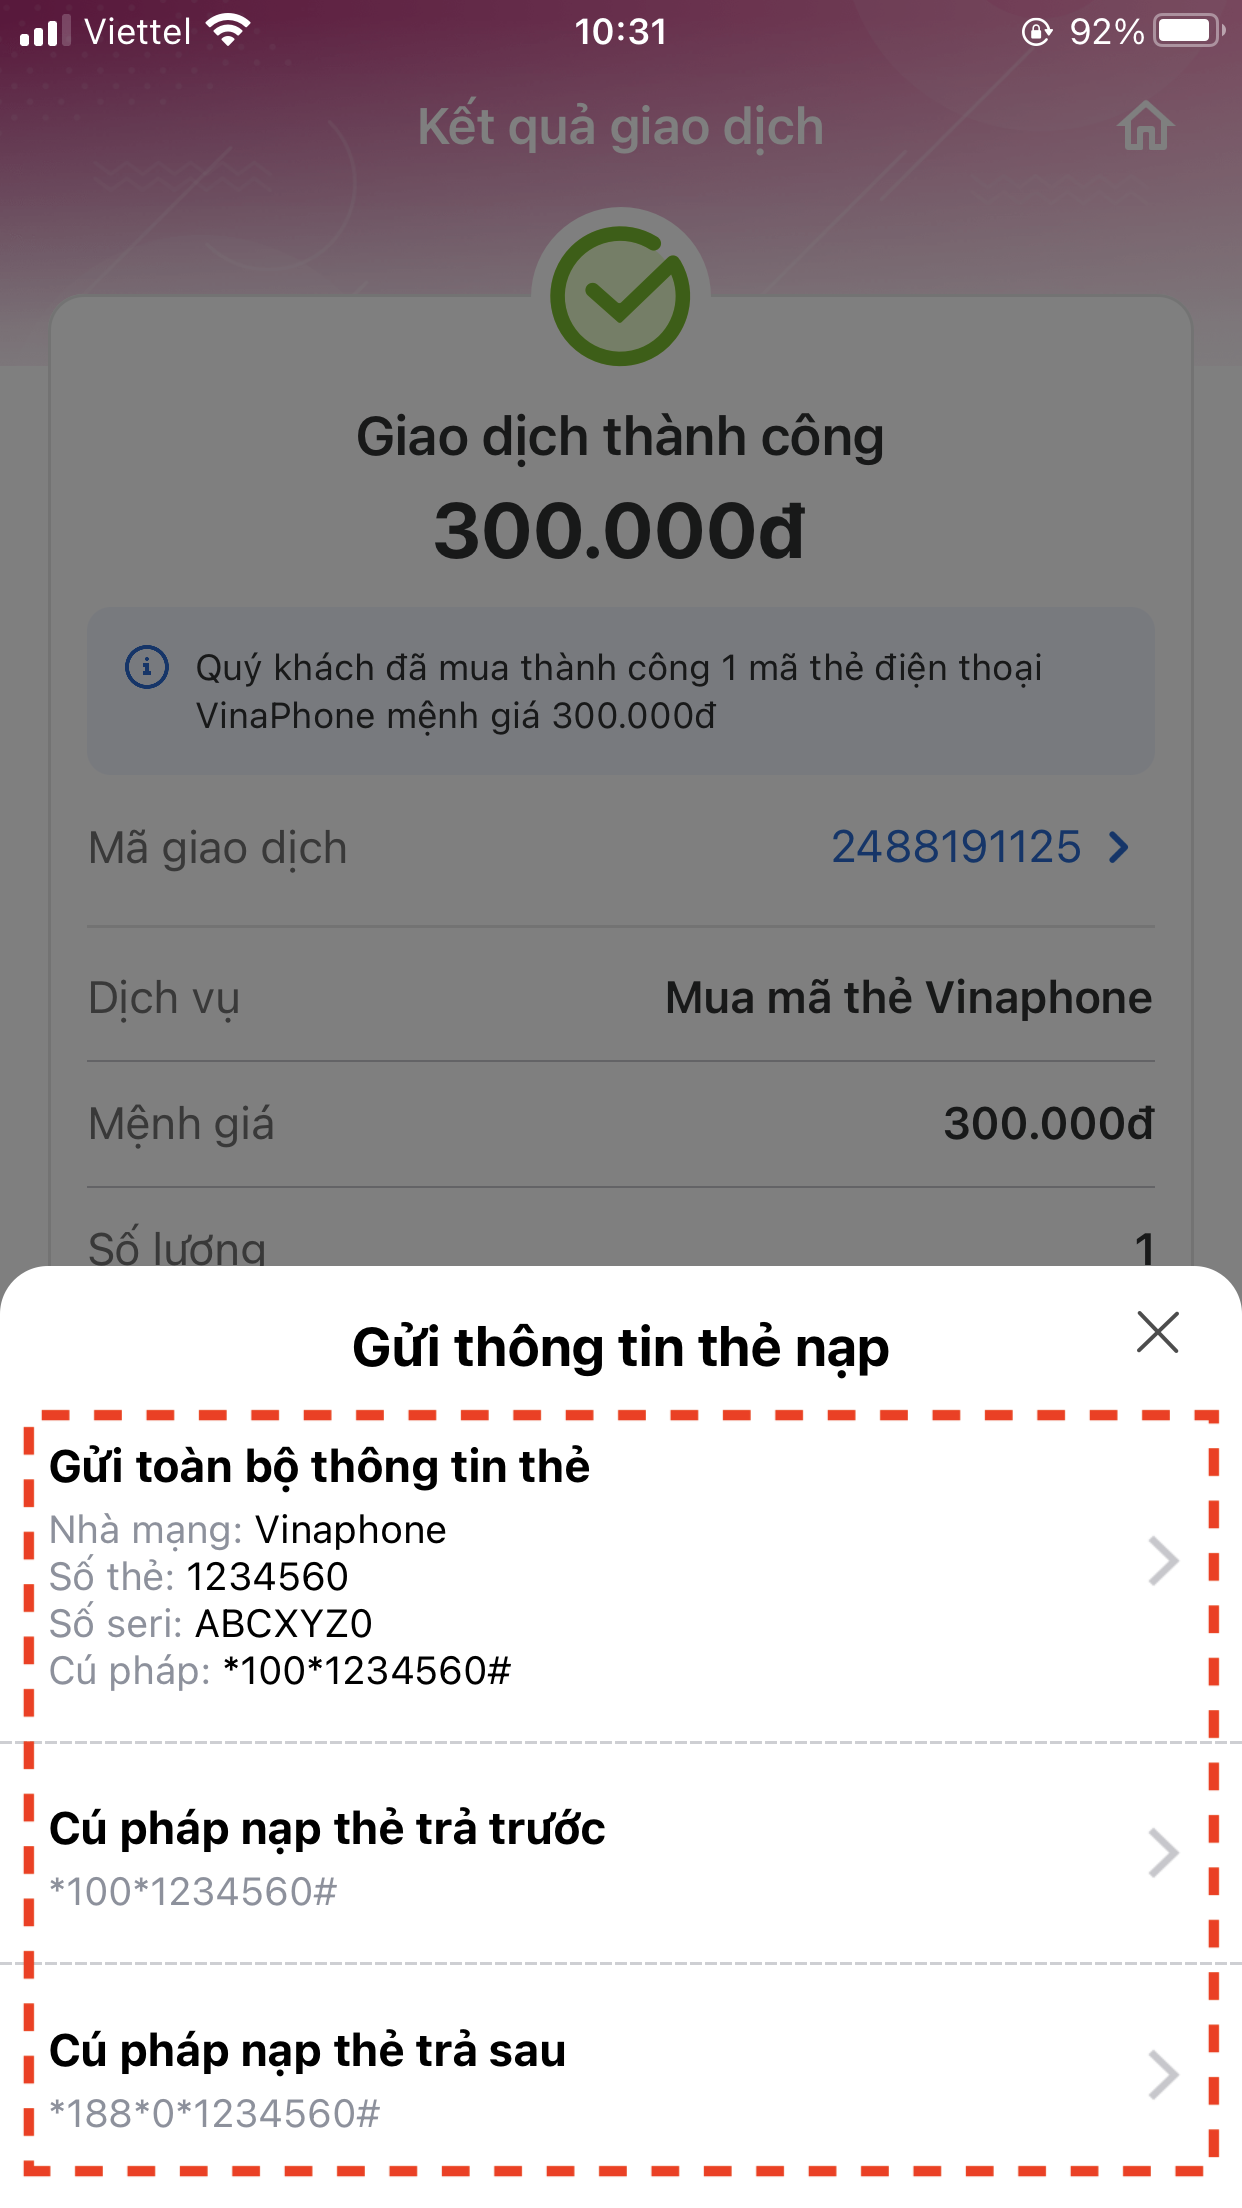 Viettel 10:31 92%
Kết quả giao dịch
Giao dịch thành công
300.000đ
Quý khách đã mua thành công 1 mã thẻ điện thoại
VinaPhone mệnh giá 300.000đ
Mã giao dịch 2488191125
Dịch vụ Mua mã thẻ Vinaphone
Mệnh giá 300.000đ
Số lượng 1
Gửi thông tin thẻ nạp
Gửi toàn bộ thông tin thẻ
Nhà mạng: Vinaphone
Số thẻ: 1234560
Số seri: ABCXYZ0
Cú pháp: *100*1234560#
Cú pháp nạp thẻ trả trước
*100*1234560#
Cú pháp nạp thẻ trả sau
*188*0*1234560#